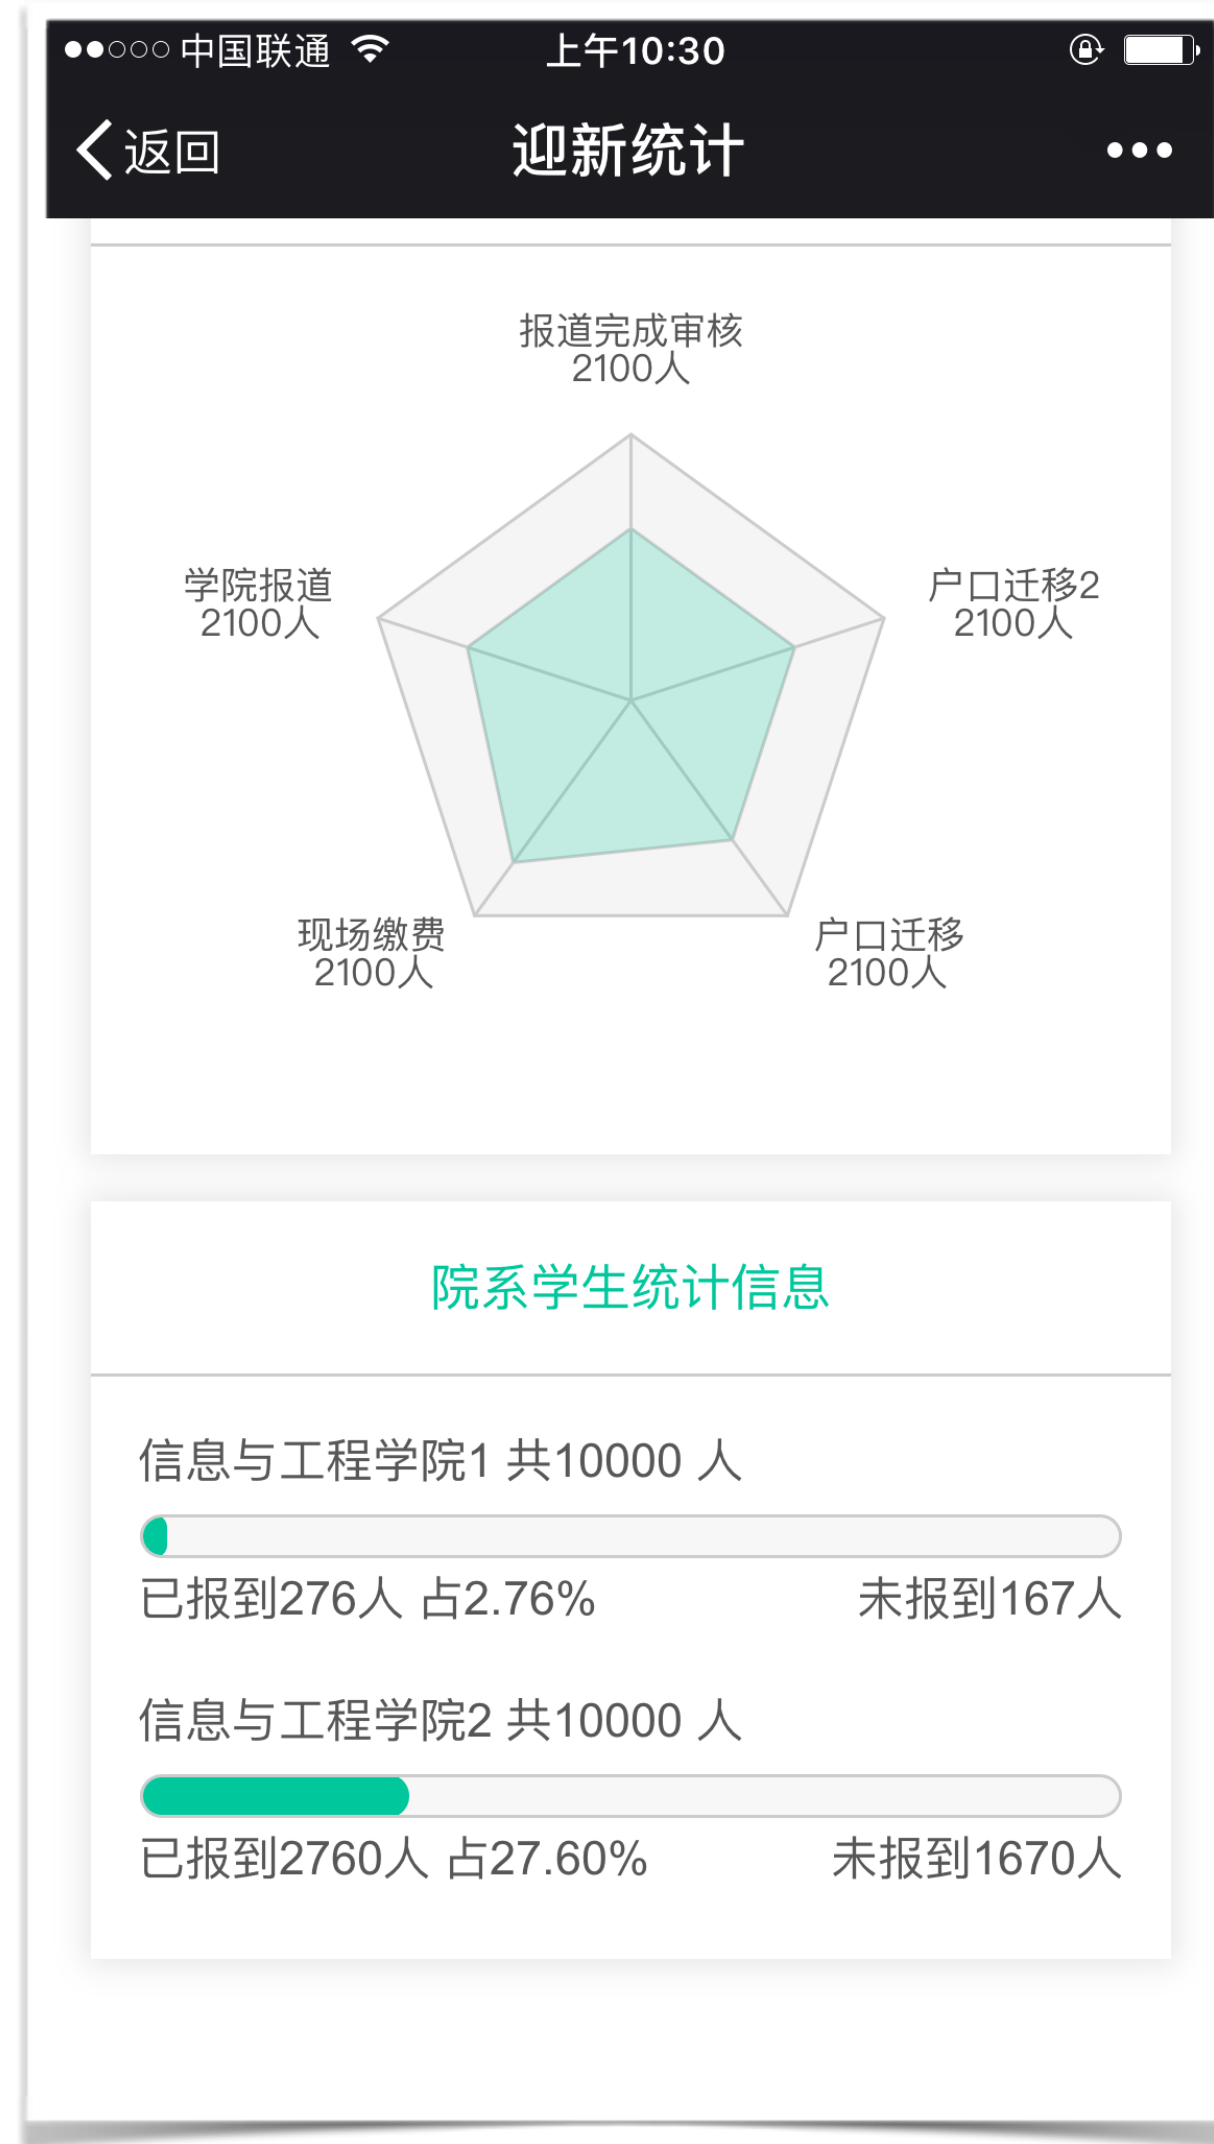 中国联通
上午10:30
返回
迎新统计
报道完成审核
2100人
学院报道
2100人
户口迁移2
2100人
现场缴费
2100人
户口迁移
2100人
院系学生统计信息
信息与工程学院1 共10000 人
已报到276人 占2.76%
未报到167人
信息与工程学院2 共10000 人
已报到2760人 占27.60%
未报到1670人